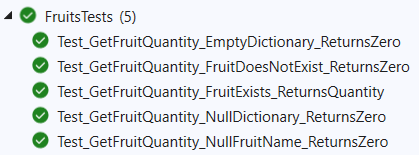 FruitsTests (5)
Test_GetFruitQuantity_EmptyDictionary_ReturnsZero
Test_GetFruitQuantity_FruitDoesNotExist_ReturnsZero
Test_GetFruitQuantity_FruitExists_ReturnsQuantity
Test_GetFruitQuantity_NullDictionary_ReturnsZero
Test_GetFruitQuantity_NullFruitName_ReturnsZero